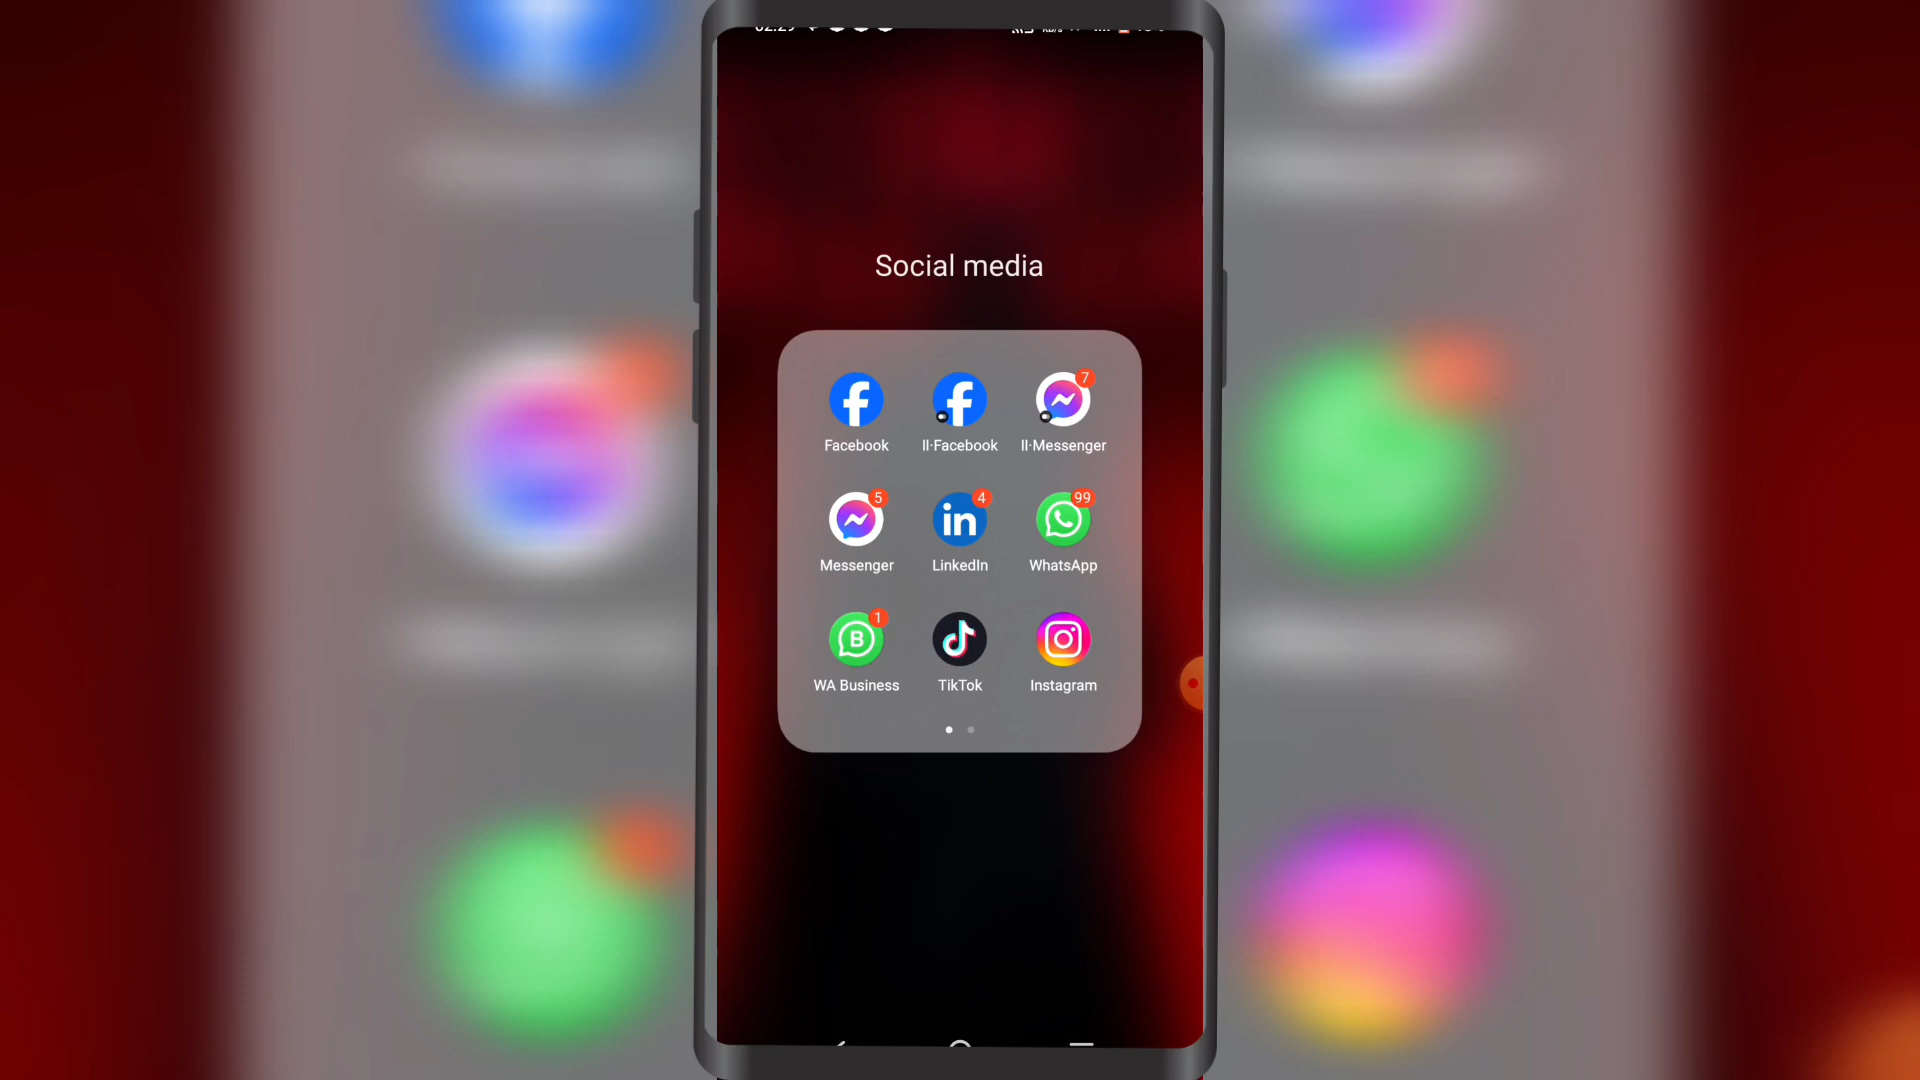 Social media
Facebook
II·Facebook
7
II·Messenger
5
Messenger
4
LinkedIn
99
WhatsApp
1
WA Business
TikTok
Instagram